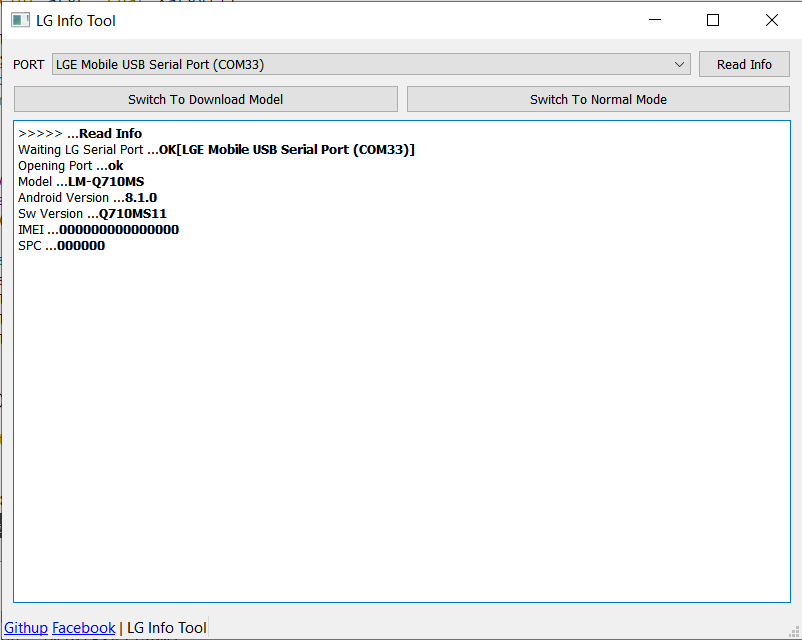 LG Info Tool
PORT LGE Mobile USB Serial Port (COM33) Read Info
Switch To Download Model Switch To Normal Mode
>>>>> ...Read Info
Waiting LG Serial Port ...OK[LGE Mobile USB Serial Port (COM33)]
Opening Port ...ok
Model ...LM-Q710MS
Android Version ...8.1.0
Sw Version ...Q710MS11
IMEI ...000000000000000
SPC ...000000
Githup Facebook | LG Info Tool